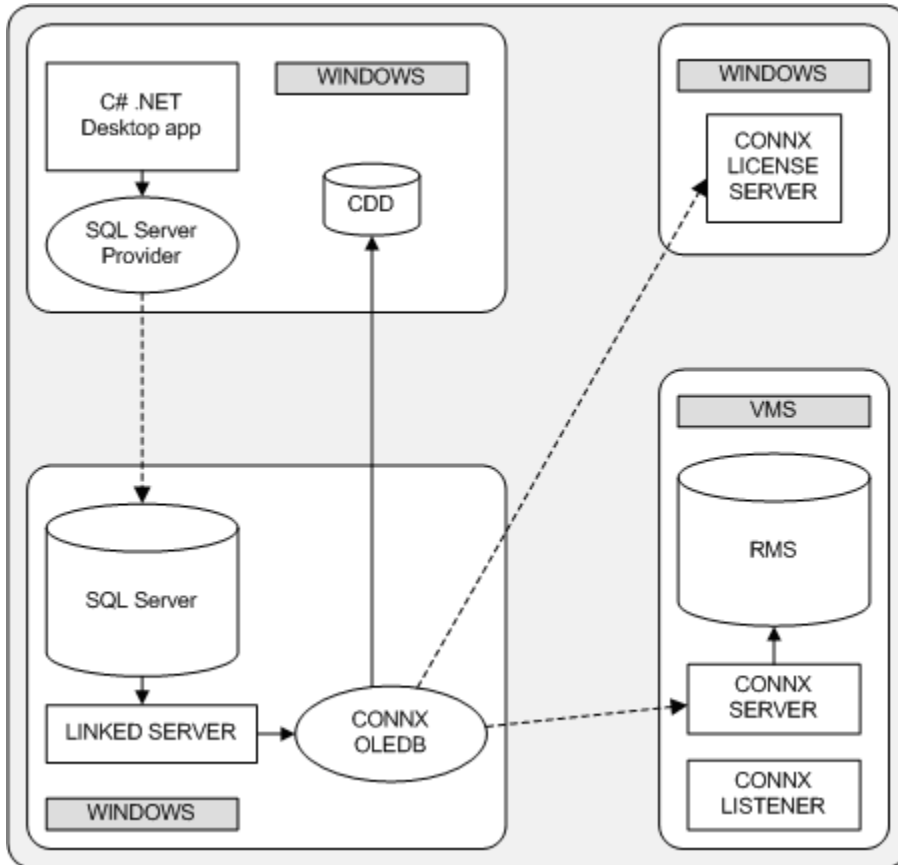 C# .NET
Desktop app
WINDOWS
SQL Server
Provider
CDD
WINDOWS
CONNX
LICENSE
SERVER
SQL Server
LINKED SERVER
CONNX
OLEDB
WINDOWS
VMS
RMS
CONNX
SERVER
CONNX
LISTENER